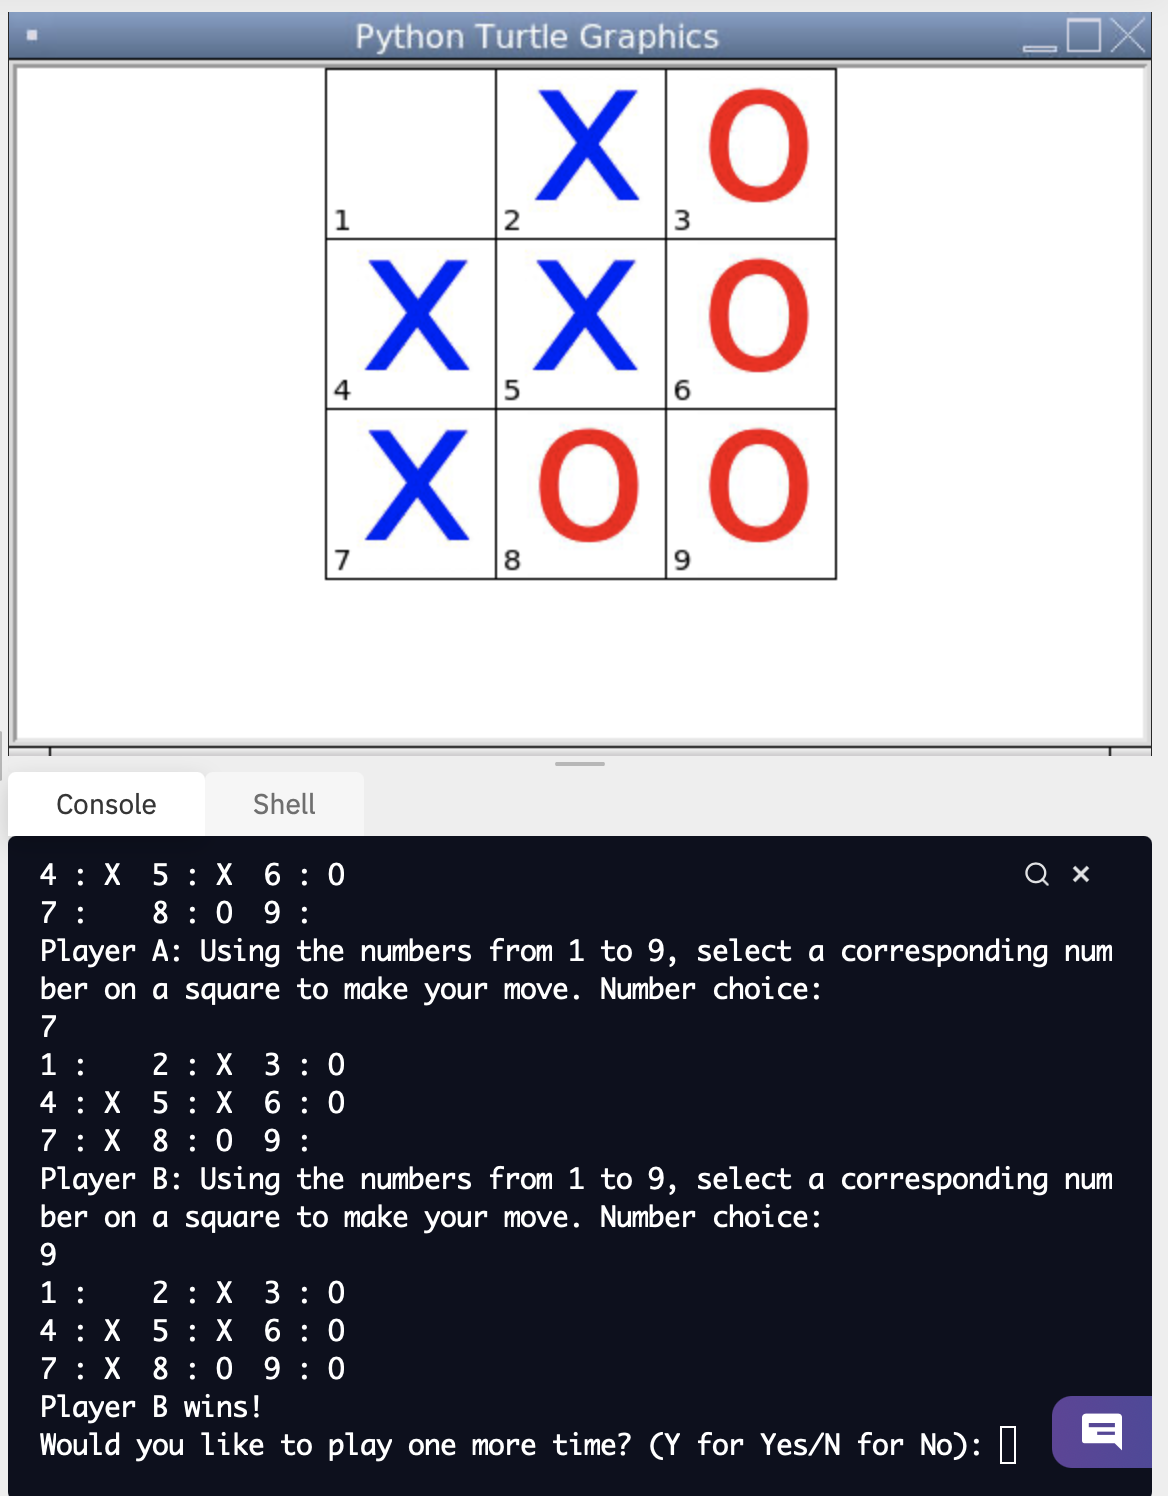 Python Turtle Graphics
X O
1 2 3
X X O
4 5 6
X O O
7 8 9
Console Shell
4 : X 5 : X 6 : O
7 : 8 : O 9 :
Player A: Using the numbers from 1 to 9, select a corresponding num
ber on a square to make your move. Number choice:
7
1 : 2 : X 3 : O
4 : X 5 : X 6 : O
7 : X 8 : O 9 :
Player B: Using the numbers from 1 to 9, select a corresponding num
ber on a square to make your move. Number choice:
9
1 : 2 : X 3 : O
4 : X 5 : X 6 : O
7 : X 8 : O 9 : O
Player B wins!
Would you like to play one more time? (Y for Yes/N for No):